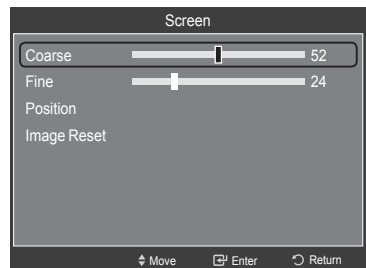 Screen
Coarse 52
Fine 24
Position
Image Reset
Move Enter Return